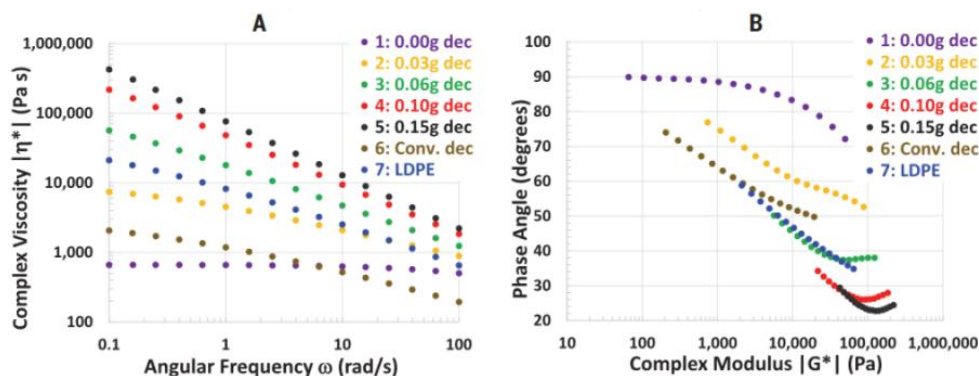 A
Complex Viscosity |η*| (Pa s)
1,000,000
100,000
10,000
1,000
100
0.1
1
10
100
Angular Frequency ω (rad/s)
1: 0.00g dec
2: 0.03g dec
3: 0.06g dec
4: 0.10g dec
5: 0.15g dec
6: Conv. dec
7: LDPE
B
Phase Angle (degrees)
100
90
80
70
60
50
40
30
20
10
100
1,000
10,000
100,000
1,000,000
Complex Modulus |G*| (Pa)
1: 0.00g dec
2: 0.03g dec
3: 0.06g dec
4: 0.10g dec
5: 0.15g dec
6: Conv. dec
7: LDPE